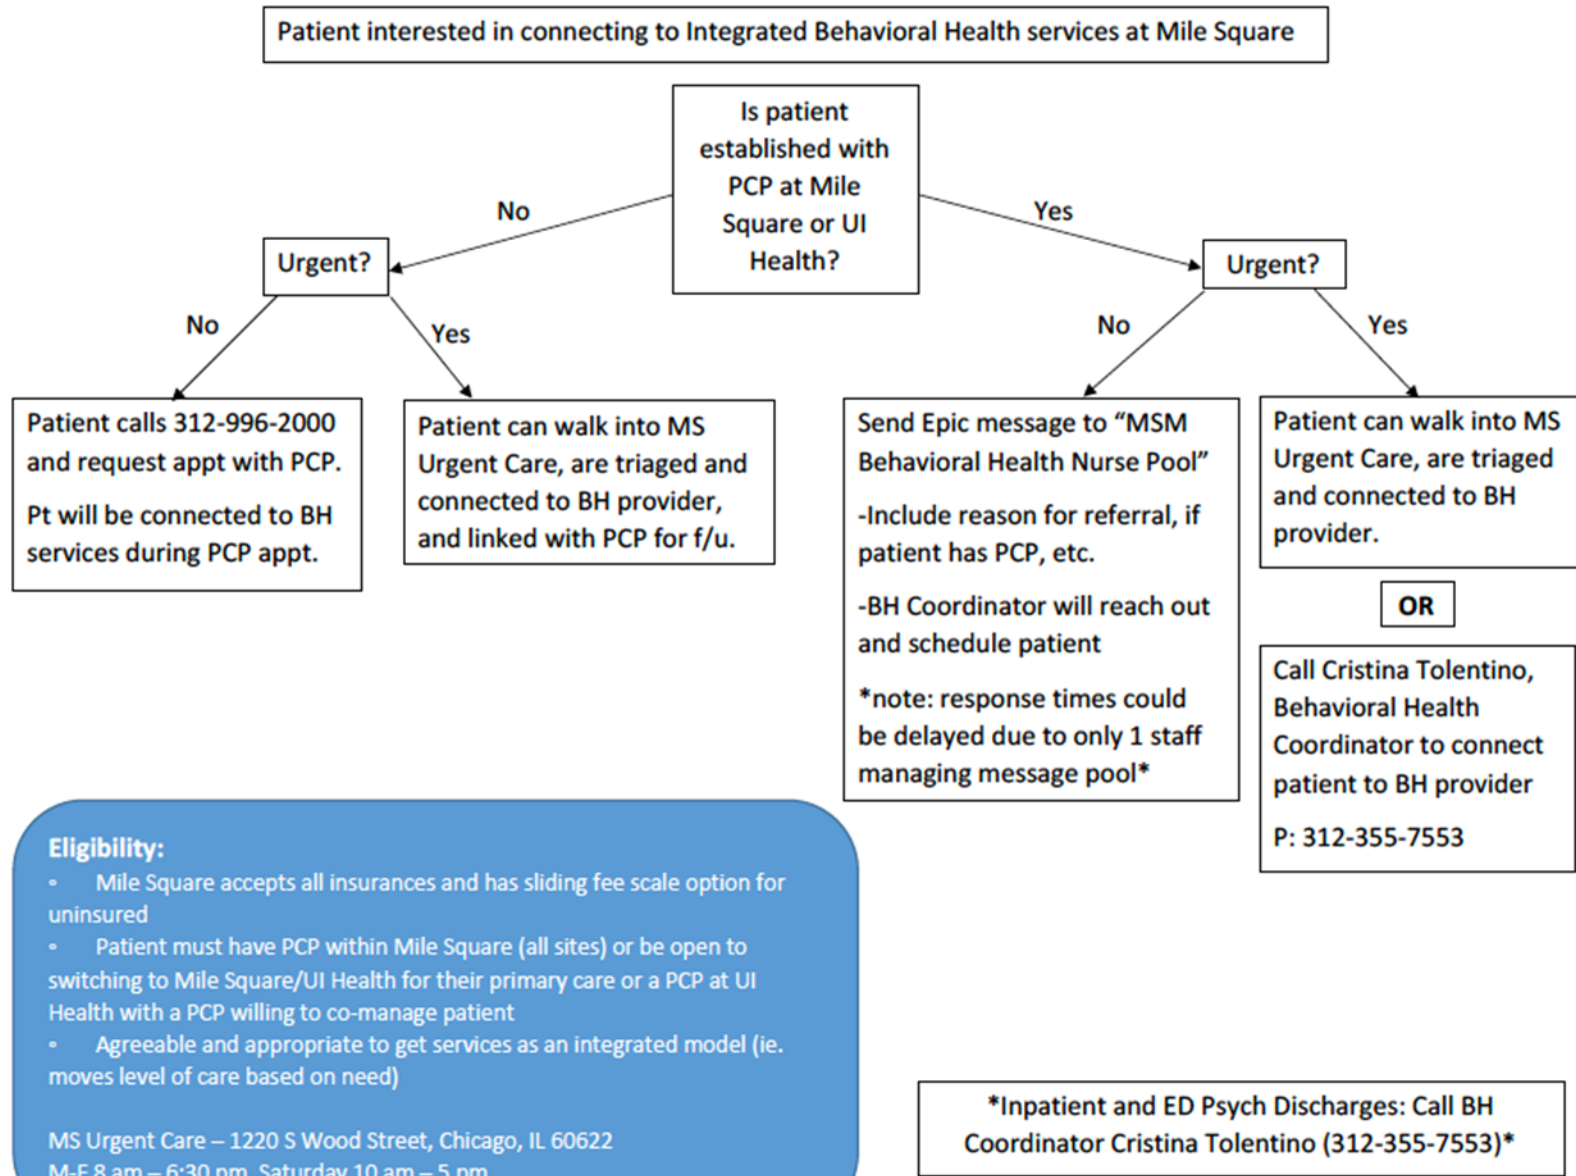 Patient interested in connecting to Integrated Behavioral Health services at Mile Square
Is patient
established with
PCP at Mile
Square or UI
Health?
No
Yes
Urgent?
Urgent?
No
Yes
No
Yes
Patient calls 312-996-2000
and request appt with PCP.
Pt will be connected to BH
services during PCP appt.
Patient can walk into MS
Urgent Care, are triaged and
connected to BH provider,
and linked with PCP for f/u.
Send Epic message to “MSM
Behavioral Health Nurse Pool”
-Include reason for referral, if
patient has PCP, etc.
-BH Coordinator will reach out
and schedule patient
*note: response times could
be delayed due to only 1 staff
managing message pool*
Patient can walk into MS
Urgent Care, are triaged
and connected to BH
provider.
OR
Call Cristina Tolentino,
Behavioral Health
Coordinator to connect
patient to BH provider
P: 312-355-7553
Eligibility:
◦ Mile Square accepts all insurances and has sliding fee scale option for
uninsured
◦ Patient must have PCP within Mile Square (all sites) or be open to
switching to Mile Square/UI Health for their primary care or a PCP at UI
Health with a PCP willing to co-manage patient
◦ Agreeable and appropriate to get services as an integrated model (ie.
moves level of care based on need)
MS Urgent Care – 1220 S Wood Street, Chicago, IL 60622
M-F 8 am – 6:30 pm, Saturday 10 am – 5 pm
*Inpatient and ED Psych Discharges: Call BH
Coordinator Cristina Tolentino (312-355-7553)*